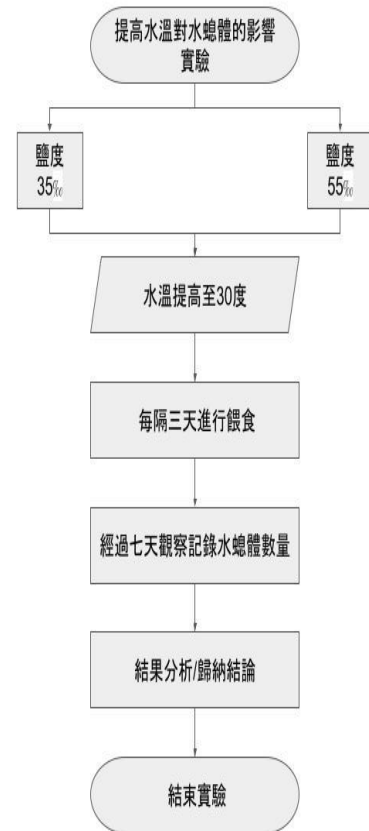 提高水溫對水螅體的影響
實驗
鹽度
35‰
鹽度
55‰
水溫提高至30度
每隔三天進行餵食
經過七天觀察記錄水螅體數量
結果分析/歸納結論
結束實驗